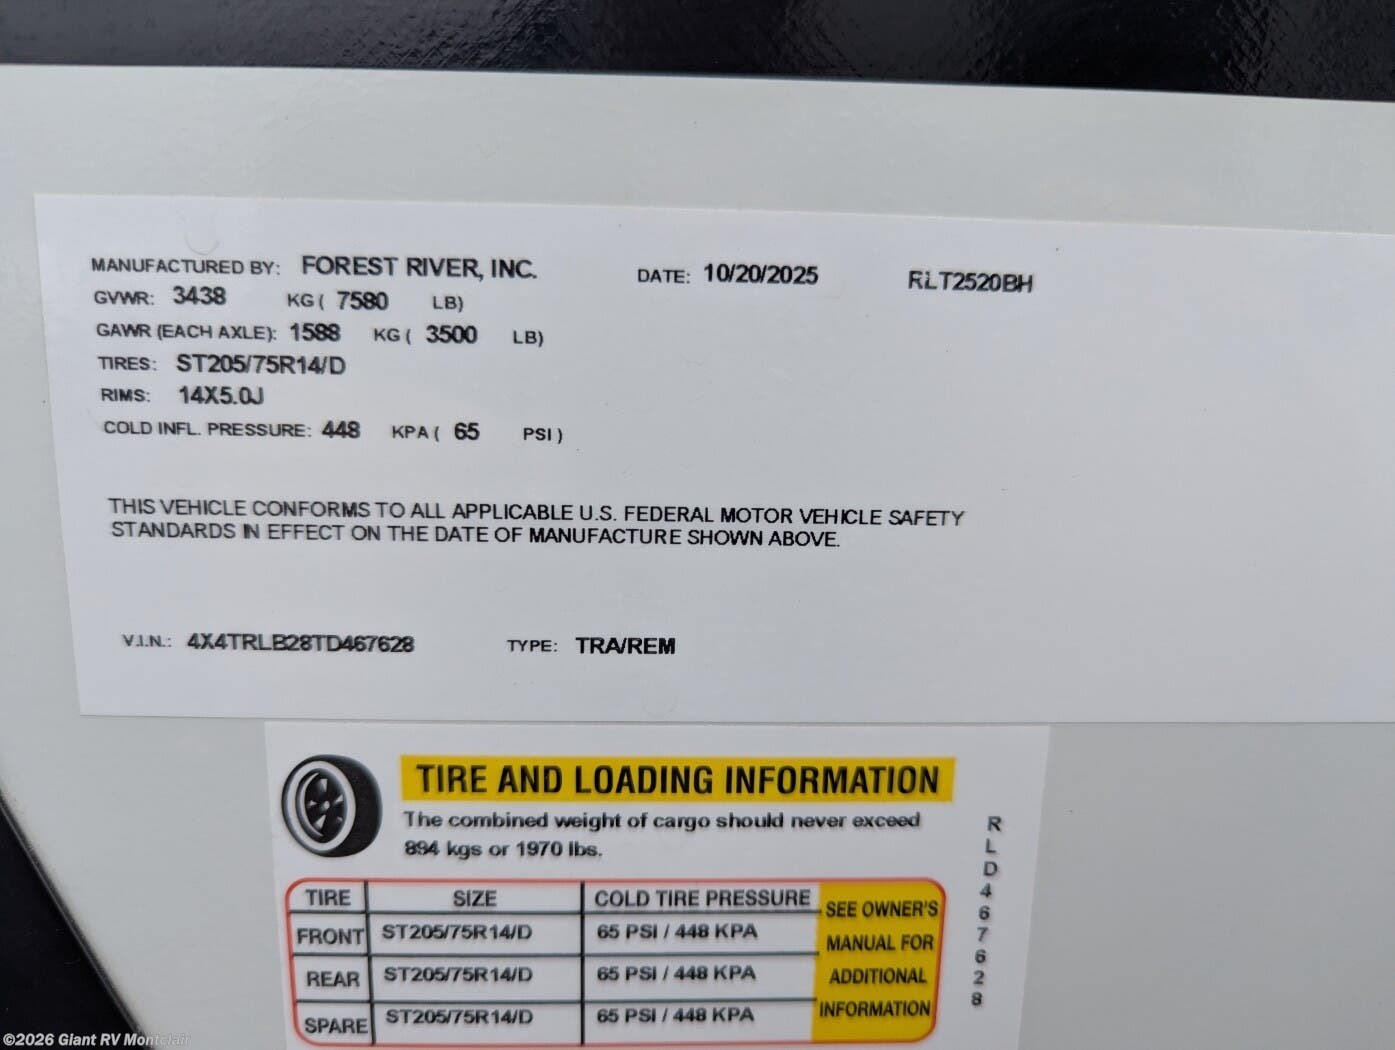 MANUFACTURED BY: FOREST RIVER, INC. DATE: 10/20/2025 RLT2520BH
GVWR: 3438 KG ( 7580 LB)
GAWR (EACH AXLE): 1588 KG ( 3500 LB)
TIRES: ST205/75R14/D
RIMS: 14X5.0J
COLD INFL. PRESSURE: 448 KPA ( 65 PSI )
THIS VEHICLE CONFORMS TO ALL APPLICABLE U.S. FEDERAL MOTOR VEHICLE SAFETY
STANDARDS IN EFFECT ON THE DATE OF MANUFACTURE SHOWN ABOVE.
V.I.N.: 4X4TRLB28TD467628 TYPE: TRA/REM
TIRE AND LOADING INFORMATION
The combined weight of cargo should never exceed
894 kgs or 1970 lbs.
TIRE SIZE COLD TIRE PRESSURE
FRONT ST205/75R14/D 65 PSI / 448 KPA
REAR ST205/75R14/D 65 PSI / 448 KPA
SPARE ST205/75R14/D 65 PSI / 448 KPA
SEE OWNER'S
MANUAL FOR
ADDITIONAL
INFORMATION
RLD467628
©2026 Giant RV Montclair